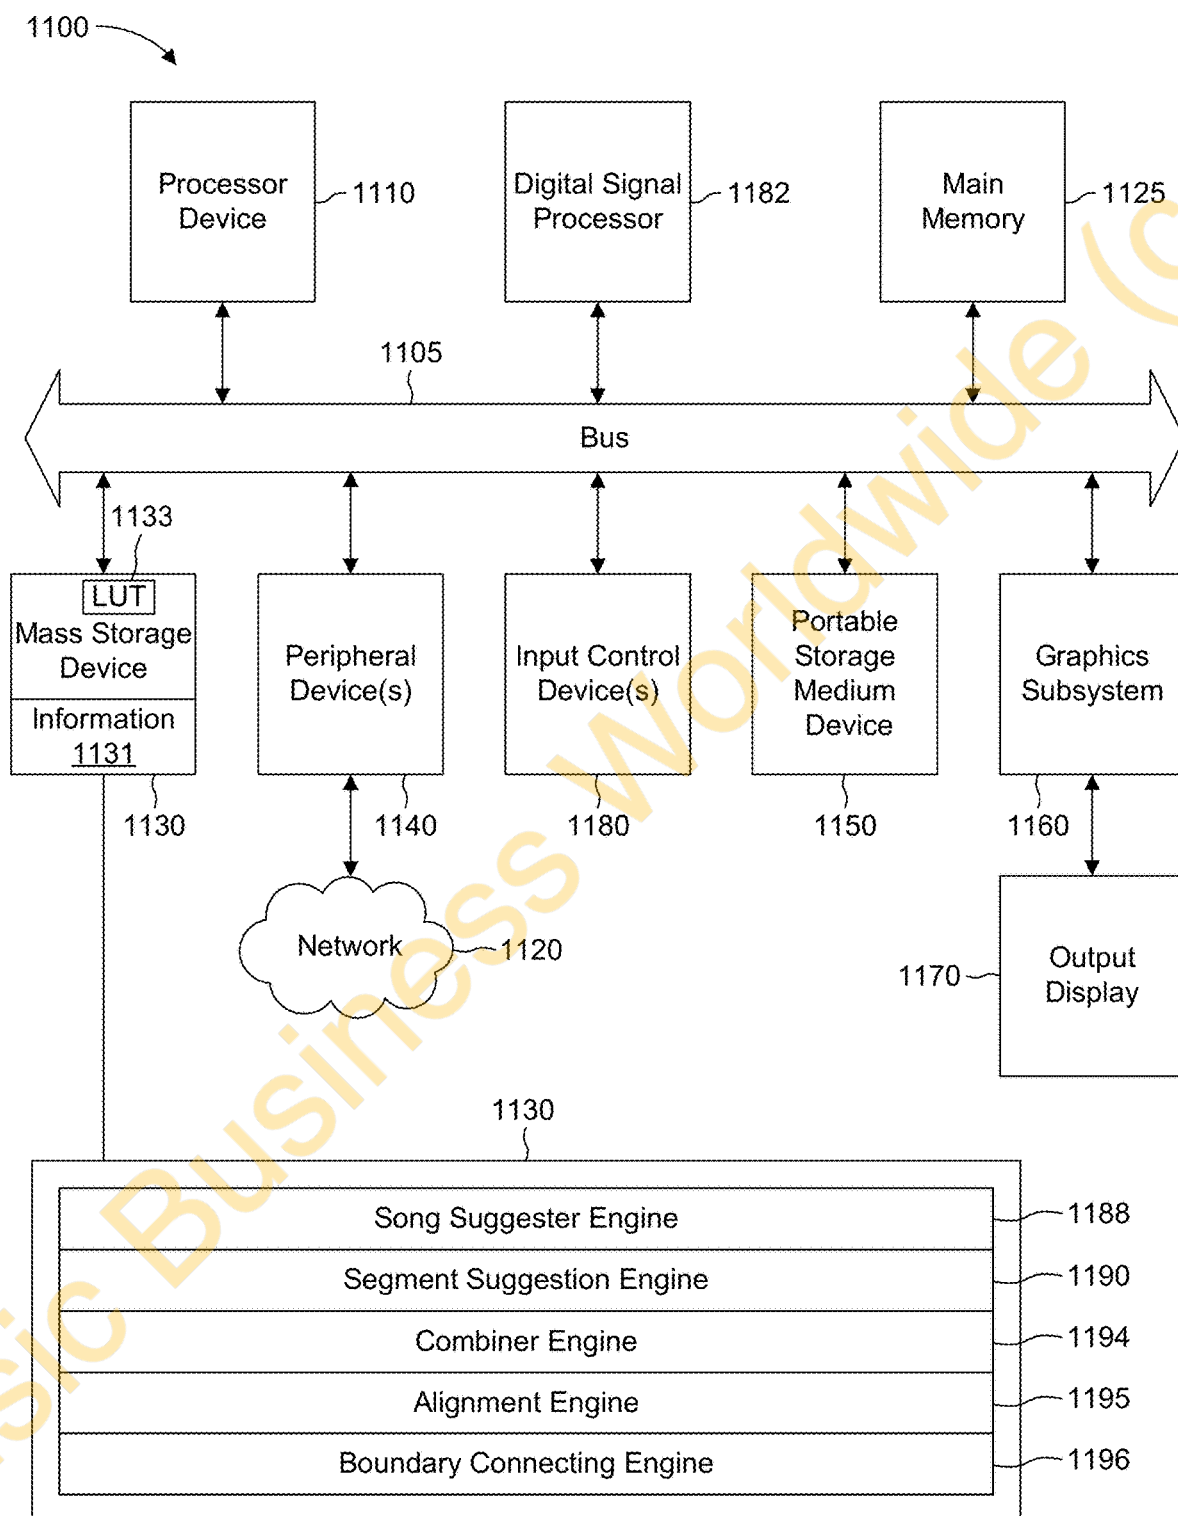 1100
Processor
Device
1110
Digital Signal
Processor
1182
Main
Memory
1125
1105
Bus
1133
LUT
Mass Storage
Device
Information
1131
1130
Peripheral
Device(s)
1140
Input Control
Device(s)
1180
Portable
Storage
Medium
Device
1150
Graphics
Subsystem
1160
Network
1120
1170
Output
Display
1130
Song Suggester Engine
1188
Segment Suggestion Engine
1190
Combiner Engine
1194
Alignment Engine
1195
Boundary Connecting Engine
1196
sic Business Worldwide (c